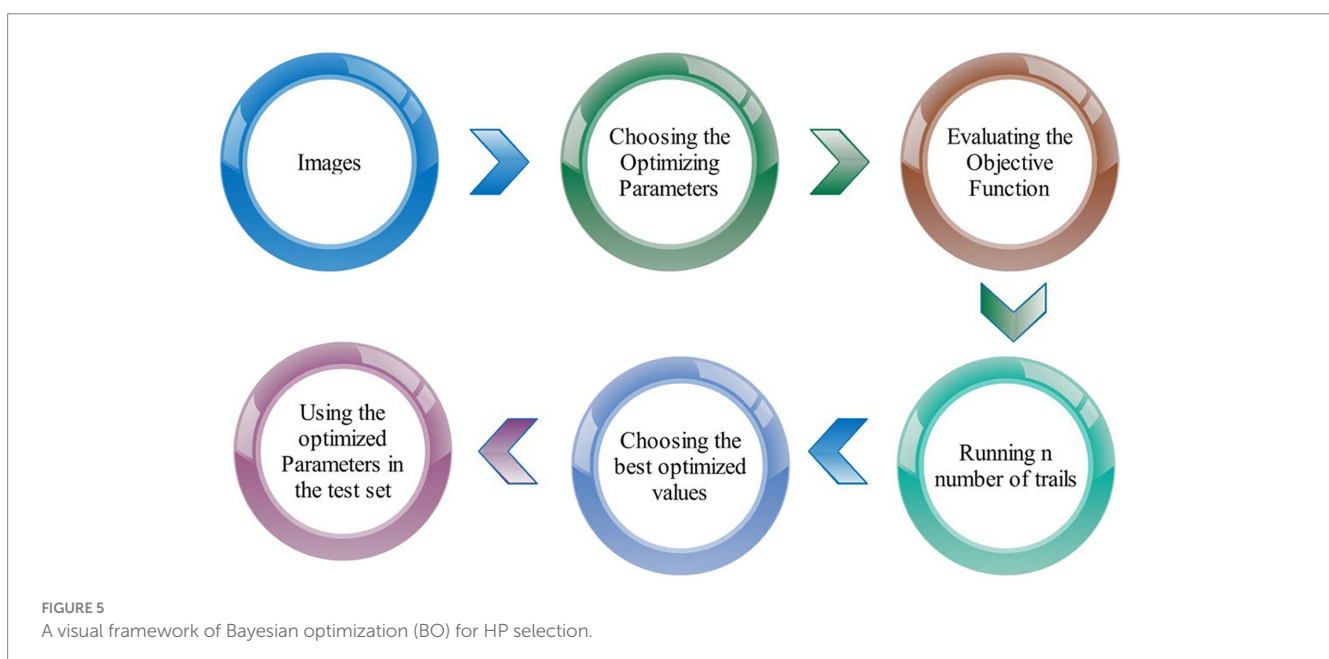 Images
Choosing the
Optimizing
Parameters
Evaluating the
Objective
Function
Running n
number of trails
Choosing the
best optimized
values
Using the
optimized
Parameters in
the test set
FIGURE 5
A visual framework of Bayesian optimization (BO) for HP selection.